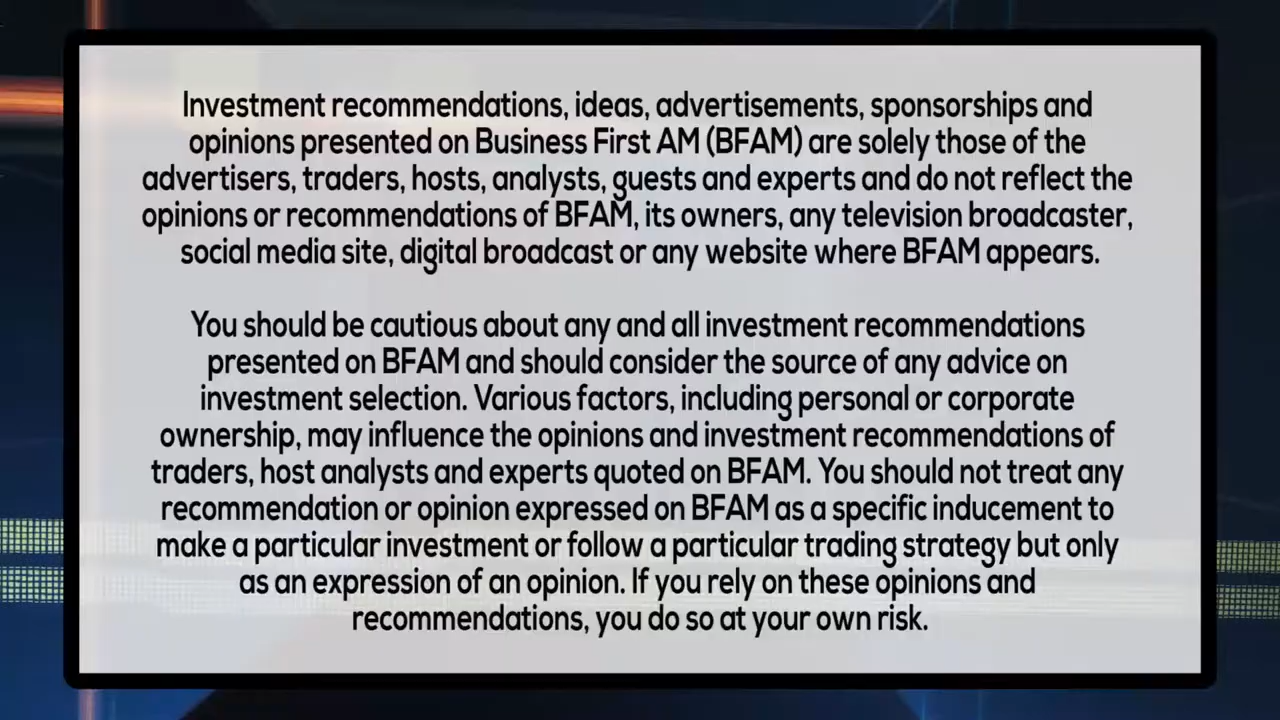 Investment recommendations, ideas, advertisements, sponsorships and
opinions presented on Business First AM (BFAM) are solely those of the
advertisers, traders, hosts, analysts, guests and experts and do not reflect the
opinions or recommendations of BFAM, its owners, any television broadcaster,
social media site, digital broadcast or any website where BFAM appears.
You should be cautious about any and all investment recommendations
presented on BFAM and should consider the source of any advice on
investment selection. Various factors, including personal or corporate
ownership, may influence the opinions and investment recommendations of
traders, host analysts and experts quoted on BFAM. You should not treat any
recommendation or opinion expressed on BFAM as a specific inducement to
make a particular investment or follow a particular trading strategy but only
as an expression of an opinion. If you rely on these opinions and
recommendations, you do so at your own risk.